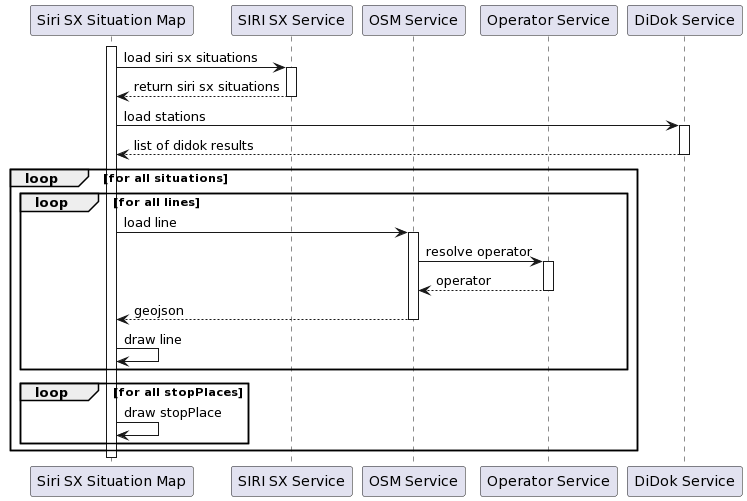 Siri SX Situation Map
SIRI SX Service
OSM Service
Operator Service
DiDok Service
load siri sx situations
return siri sx situations
load stations
list of didok results
loop [for all situations]
loop [for all lines]
load line
resolve operator
operator
geojson
draw line
loop [for all stopPlaces]
draw stopPlace
Siri SX Situation Map
SIRI SX Service
OSM Service
Operator Service
DiDok Service